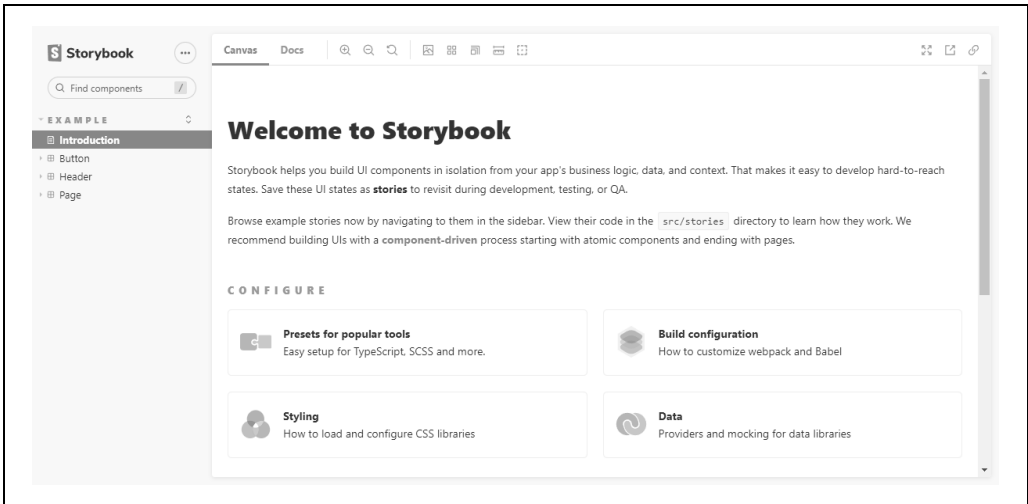 Storybook
Find components
/
EXAMPLE
Introduction
Button
Header
Page
Canvas
Docs
Welcome to Storybook
Storybook helps you build UI components in isolation from your app's business logic, data, and context. That makes it easy to develop hard-to-reach
states. Save these UI states as stories to revisit during development, testing, or QA.
Browse example stories now by navigating to them in the sidebar. View their code in the src/stories directory to learn how they work. We
recommend building UIs with a component-driven process starting with atomic components and ending with pages.
CONFIGURE
Presets for popular tools
Easy setup for TypeScript, SCSS and more.
Build configuration
How to customize webpack and Babel
Styling
How to load and configure CSS libraries
Data
Providers and mocking for data libraries